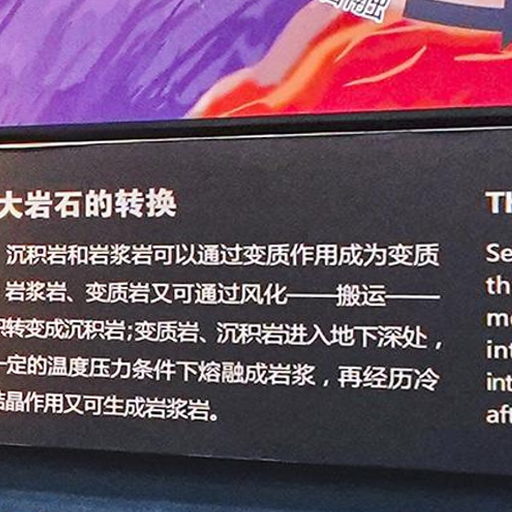 大岩石的转换
沉积岩和岩浆岩可以通过变质作用成为变质
岩浆岩、变质岩又可通过风化——搬运——
积转变成沉积岩；变质岩、沉积岩进入地下深处，
一定的温度压力条件下熔融成岩浆，再经历冷
结晶作用又可生成岩浆岩。
Th
Se
th
me
int
int
aft